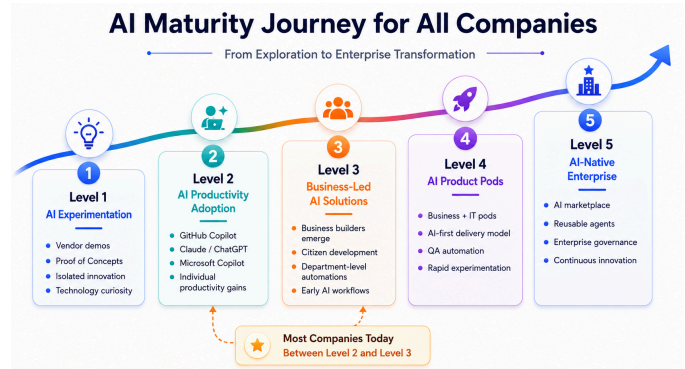 AI Maturity Journey for All Companies
From Exploration to Enterprise Transformation
1
Level 1
AI Experimentation
Vendor demos
Proof of Concepts
Isolated innovation
Technology curiosity
2
Level 2
AI Productivity
Adoption
GitHub Copilot
Claude / ChatGPT
Microsoft Copilot
Individual
productivity gains
3
Level 3
Business-Led
AI Solutions
Business builders
emerge
Citizen development
Department-level
automations
Early AI workflows
4
Level 4
AI Product Pods
Business + IT pods
AI-first delivery model
QA automation
Rapid experimentation
5
Level 5
AI-Native
Enterprise
AI marketplace
Reusable agents
Enterprise governance
Continuous innovation
Most Companies Today
Between Level 2 and Level 3